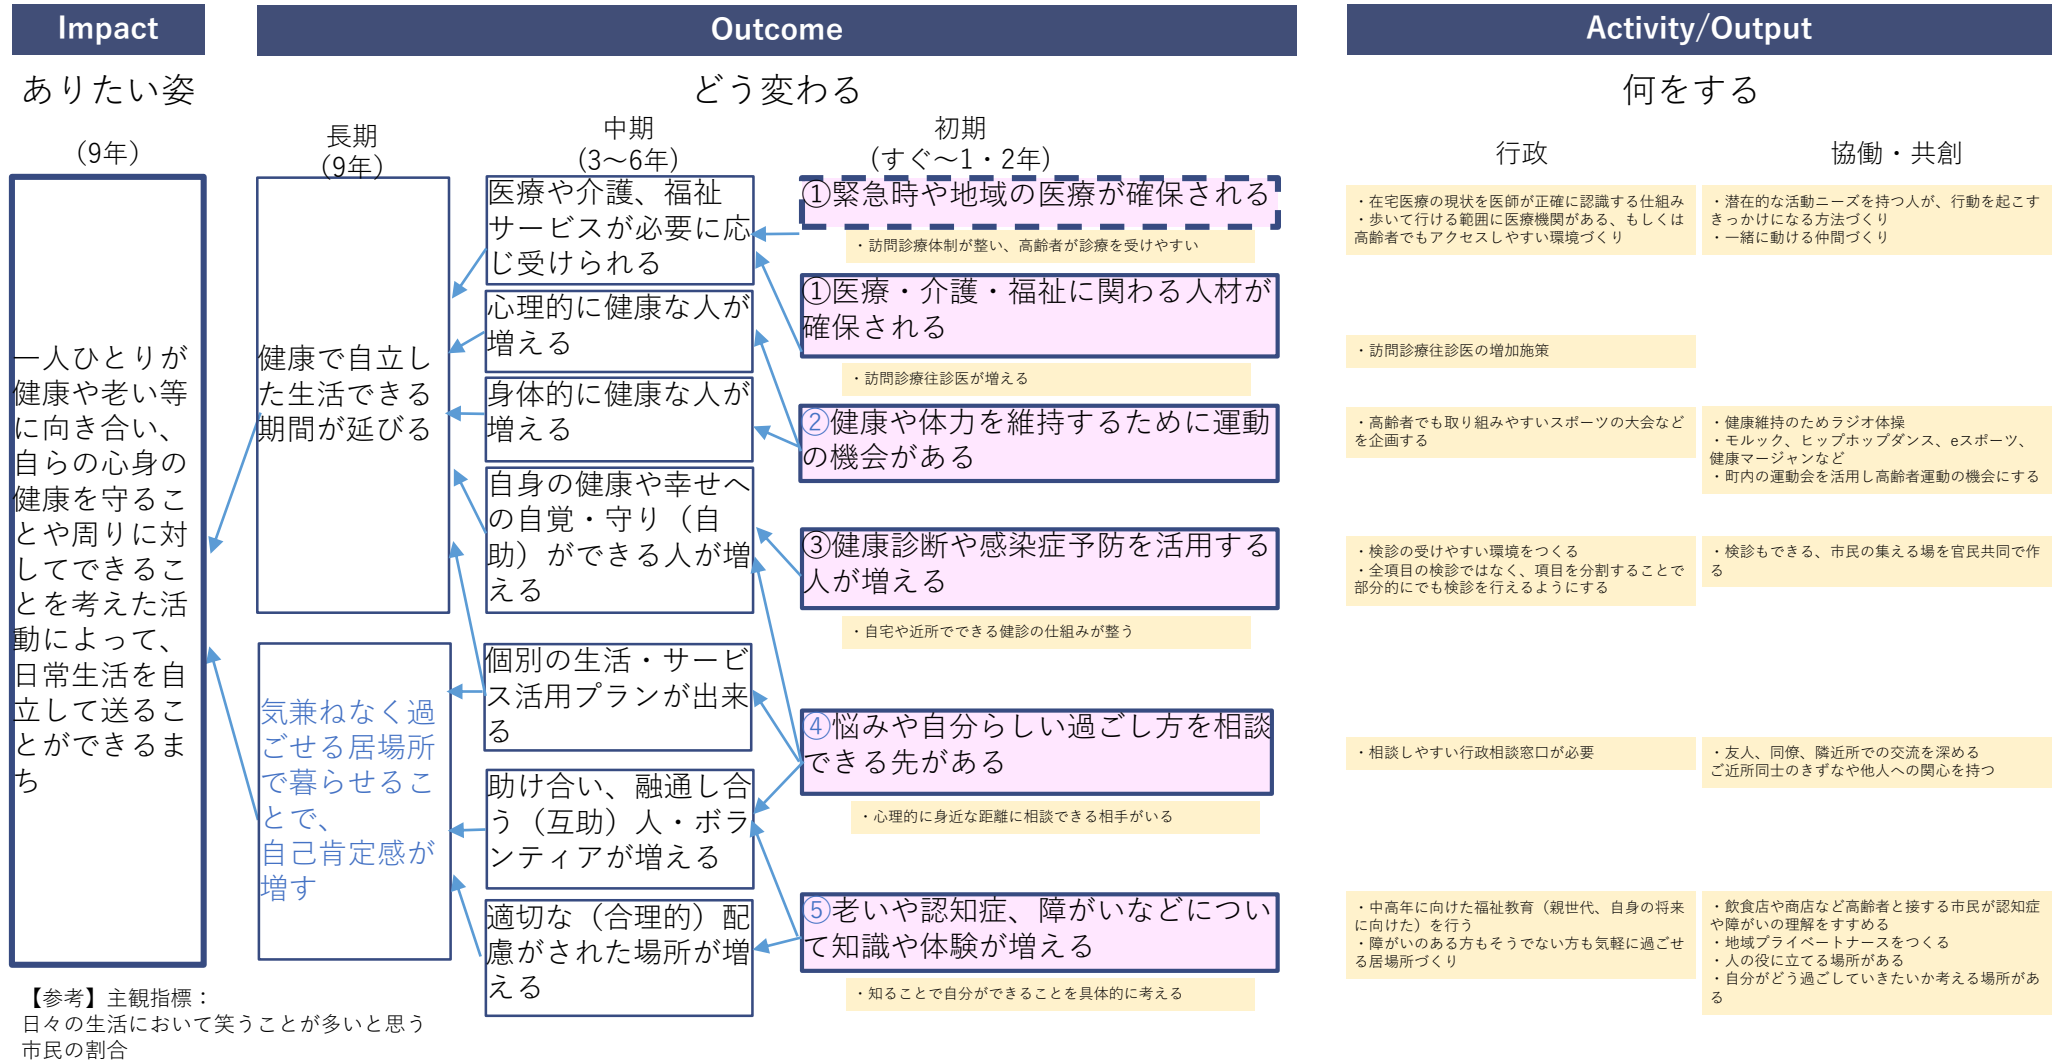 Impact
Outcome
Activity/Output
ありたい姿
どう変わる
何をする
（9年）
長期
（9年）
中期
（3〜6年）
初期
（すぐ〜1・2年）
行政
協働・共創
一人ひとりが
健康や老い等
に向き合い、
自らの心身の
健康を守るこ
とや周りに対
してできるこ
とを考えた活
動によって、
日常生活を自
立して送るこ
とができるま
ち
健康で自立し
た生活できる
期間が延びる
気兼ねなく過
ごせる居場所
で暮らせるこ
とで、
自己肯定感が
増す
医療や介護、福祉
サービスが必要に応
じ受けられる
心理的に健康な人が
増える
身体的に健康な人が
増える
自身の健康や幸せへ
の自覚・守り（自
助）ができる人が増
える
個別の生活・サービ
ス活用プランが出来
る
助け合い、融通し合
う（互助）人・ボラ
ンティアが増える
適切な（合理的）配
慮がされた場所が増
える
①緊急時や地域の医療が確保される
・訪問診療体制が整い、高齢者が診療を受けやすい
①医療・介護・福祉に関わる人材が
確保される
・訪問診療往診医が増える
②健康や体力を維持するために運動
の機会がある
③健康診断や感染症予防を活用する
人が増える
・自宅や近所でできる健診の仕組みが整う
④悩みや自分らしい過ごし方を相談
できる先がある
・心理的に身近な距離に相談できる相手がいる
⑤老いや認知症、障がいなどについ
て知識や体験が増える
・知ることで自分ができることを具体的に考える
・在宅医療の現状を医師が正確に認識する仕組み
・歩いて行ける範囲に医療機関がある、もしくは
高齢者でもアクセスしやすい環境づくり
・潜在的な活動ニーズを持つ人が、行動を起こす
きっかけになる方法づくり
・一緒に動ける仲間づくり
・訪問診療往診医の増加施策
・高齢者でも取り組みやすいスポーツの大会など
を企画する
・健康維持のためラジオ体操
・モルック、ヒップホップダンス、eスポーツ、
健康マージャンなど
・町内の運動会を活用し高齢者運動の機会にする
・検診の受けやすい環境をつくる
・全項目の検診ではなく、項目を分割することで
部分的にでも検診を行えるようにする
・検診もできる、市民の集える場を官民共同で作
る
・相談しやすい行政相談窓口が必要
・友人、同僚、隣近所での交流を深める
ご近所同士のきずなや他人への関心を持つ
・中高年に向けた福祉教育（親世代、自身の将来
に向けた）を行う
・障がいのある方もそうでない方も気軽に過ごせ
る居場所づくり
・飲食店や商店など高齢者と接する市民が認知症
や障がいの理解をすすめる
・地域プライベートナースをつくる
・人の役に立てる場所がある
・自分がどう過ごしていきたいか考える場所があ
る
【参考】主観指標：
日々の生活において笑うことが多いと思う
市民の割合